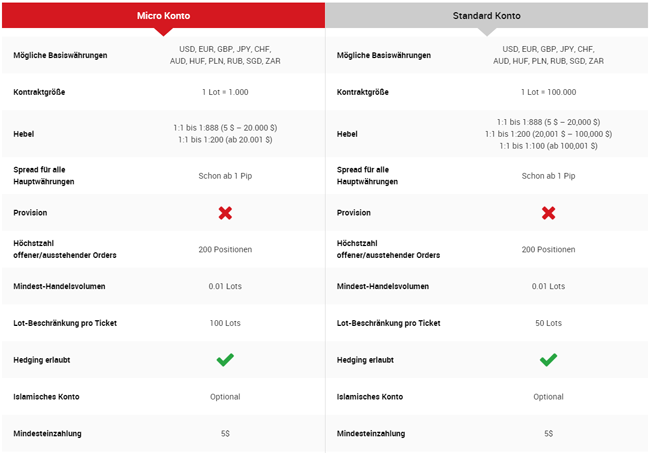 Micro Konto
Mögliche Basiswährungen
USD, EUR, GBP, JPY, CHF,
AUD, HUF, PLN, RUB, SGD, ZAR
Kontraktgröße
1 Lot = 1.000
Hebel
1:1 bis 1:888 (5 $ – 20.000 $)
1:1 bis 1:200 (ab 20.001 $)
Spread für alle
Hauptwährungen
Schon ab 1 Pip
Provision
Höchstzahl
offener/ausstehender Orders
200 Positionen
Mindest-Handelsvolumen
0.01 Lots
Lot-Beschränkung pro Ticket
100 Lots
Hedging erlaubt
Islamisches Konto
Optional
Mindesteinzahlung
5$
Standard Konto
Mögliche Basiswährungen
USD, EUR, GBP, JPY, CHF,
AUD, HUF, PLN, RUB, SGD, ZAR
Kontraktgröße
1 Lot = 100.000
Hebel
1:1 bis 1:888 (5 $ – 20,000 $)
1:1 bis 1:200 (20,001 $ – 100,000 $)
1:1 bis 1:100 (ab 100,001 $)
Spread für alle
Hauptwährungen
Schon ab 1 Pip
Provision
Höchstzahl
offener/ausstehender Orders
200 Positionen
Mindest-Handelsvolumen
0.01 Lots
Lot-Beschränkung pro Ticket
50 Lots
Hedging erlaubt
Islamisches Konto
Optional
Mindesteinzahlung
5$